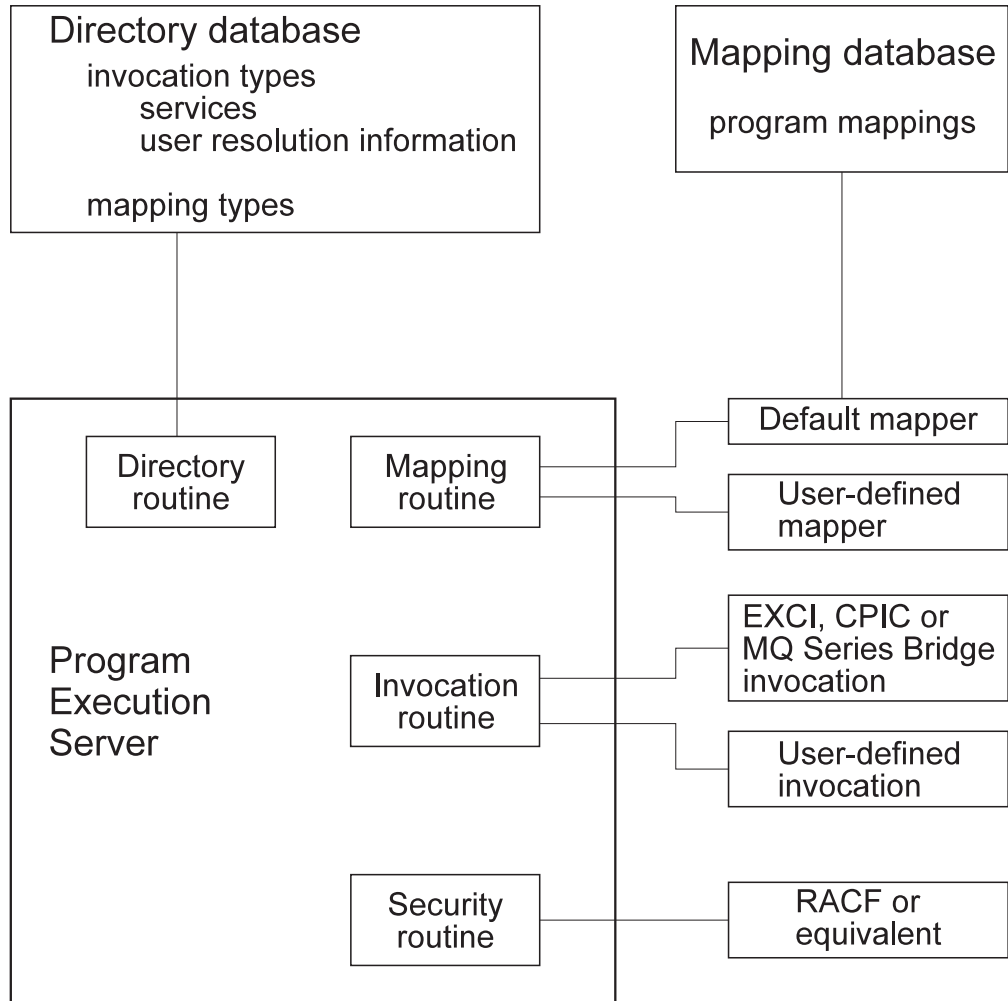 Directory database
invocation types
services
user resolution information
mapping types
Mapping database
program mappings
Directory
routine
Mapping
routine
Default mapper
User-defined
mapper
Program
Execution
Server
Invocation
routine
EXCI, CPIC or
MQ Series Bridge
invocation
User-defined
invocation
Security
routine
RACF or
equivalent